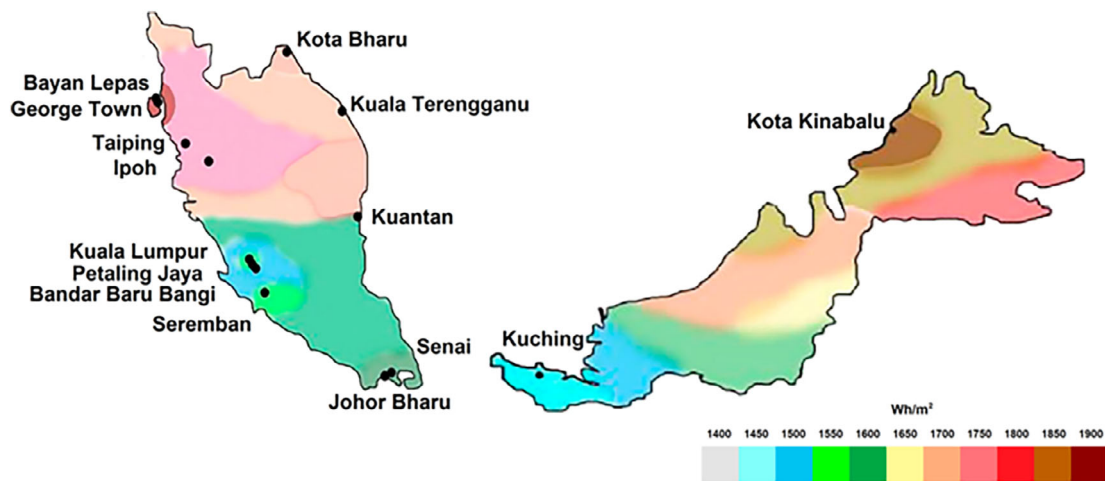 Kota Bharu
Bayan Lepas
George Town
Kuala Terengganu
Taiping
Ipoh
Kuantan
Kuala Lumpur
Petaling Jaya
Bandar Baru Bangi
Seremban
Senai
Johor Bharu
Kota Kinabalu
Kuching
Wh/m²
1400 1450 1500 1550 1600 1650 1700 1750 1800 1850 1900